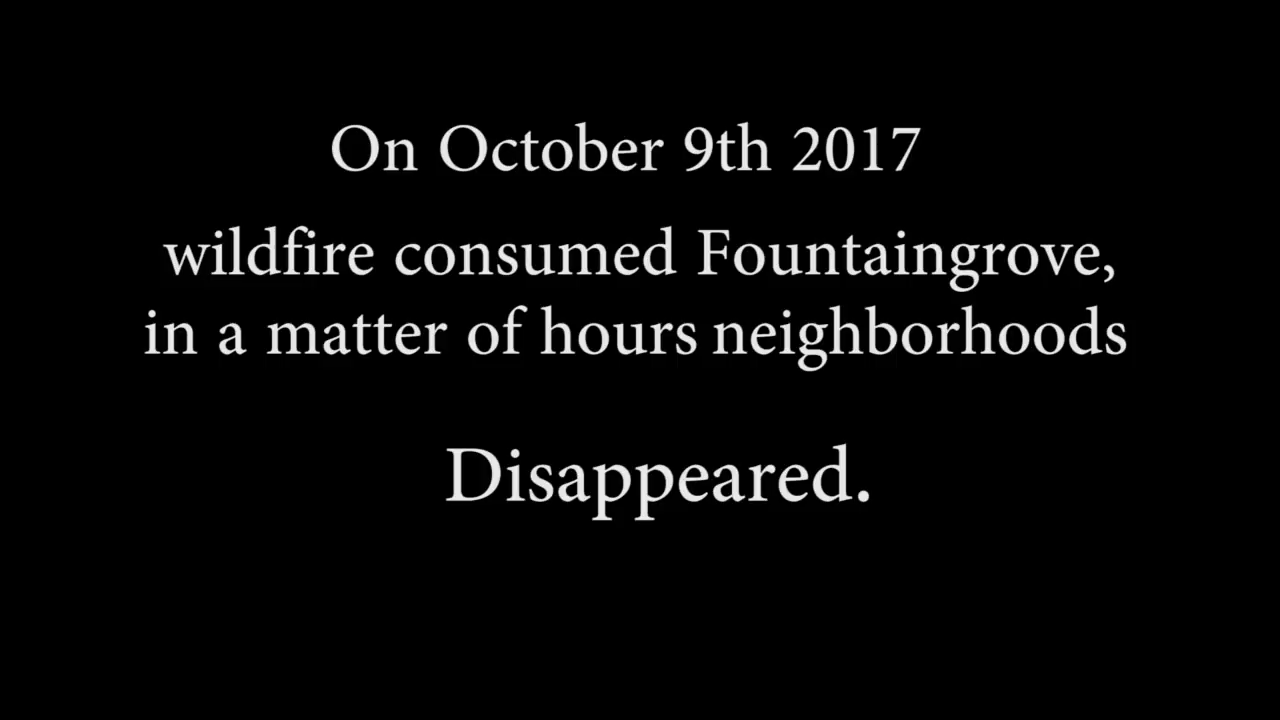 On October 9th 2017
wildfire consumed Fountaingrove,
in a matter of hours neighborhoods
Disappeared.